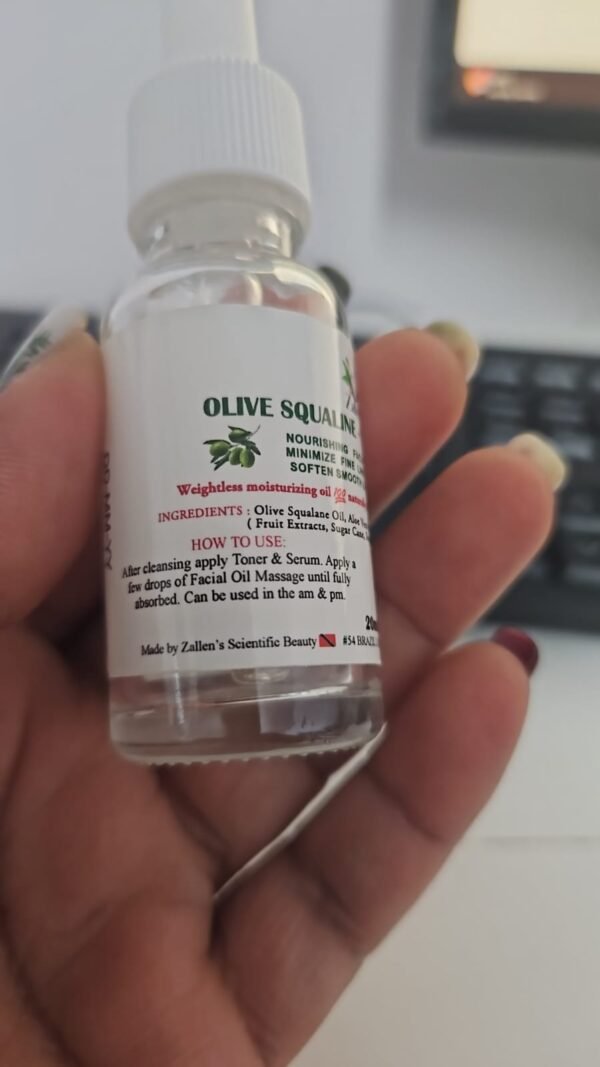 OLIVE SQUALINE
NOURISHING
MINIMIZE FINE
SOFTEN SMOOTH
Weightless moisturizing oil 100
INGREDIENTS : Olive Squalane Oil, Aloe
( Fruit Extracts, Sugar Cane,
HOW TO USE:
After cleansing apply Toner & Serum. Apply a
few drops of Facial Oil Massage until fully
absorbed. Can be used in the am & pm.
Made by Zallen's Scientific Beauty #54 BRAZIL